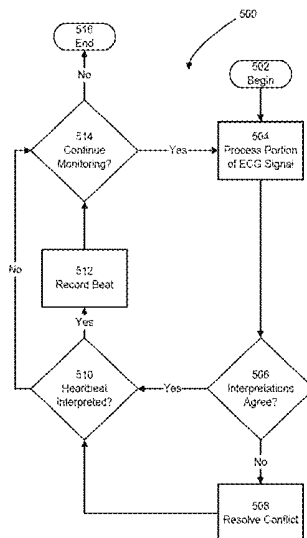 500
516
End
502
Begin
No
514
Continue
Monitoring?
Yes
504
Process Portion
of ECG Signal
512
Record Beat
No
Yes
510
Heartbeat
Interpreted?
Yes
506
Interpretations
Agree?
No
508
Resolve Conflict